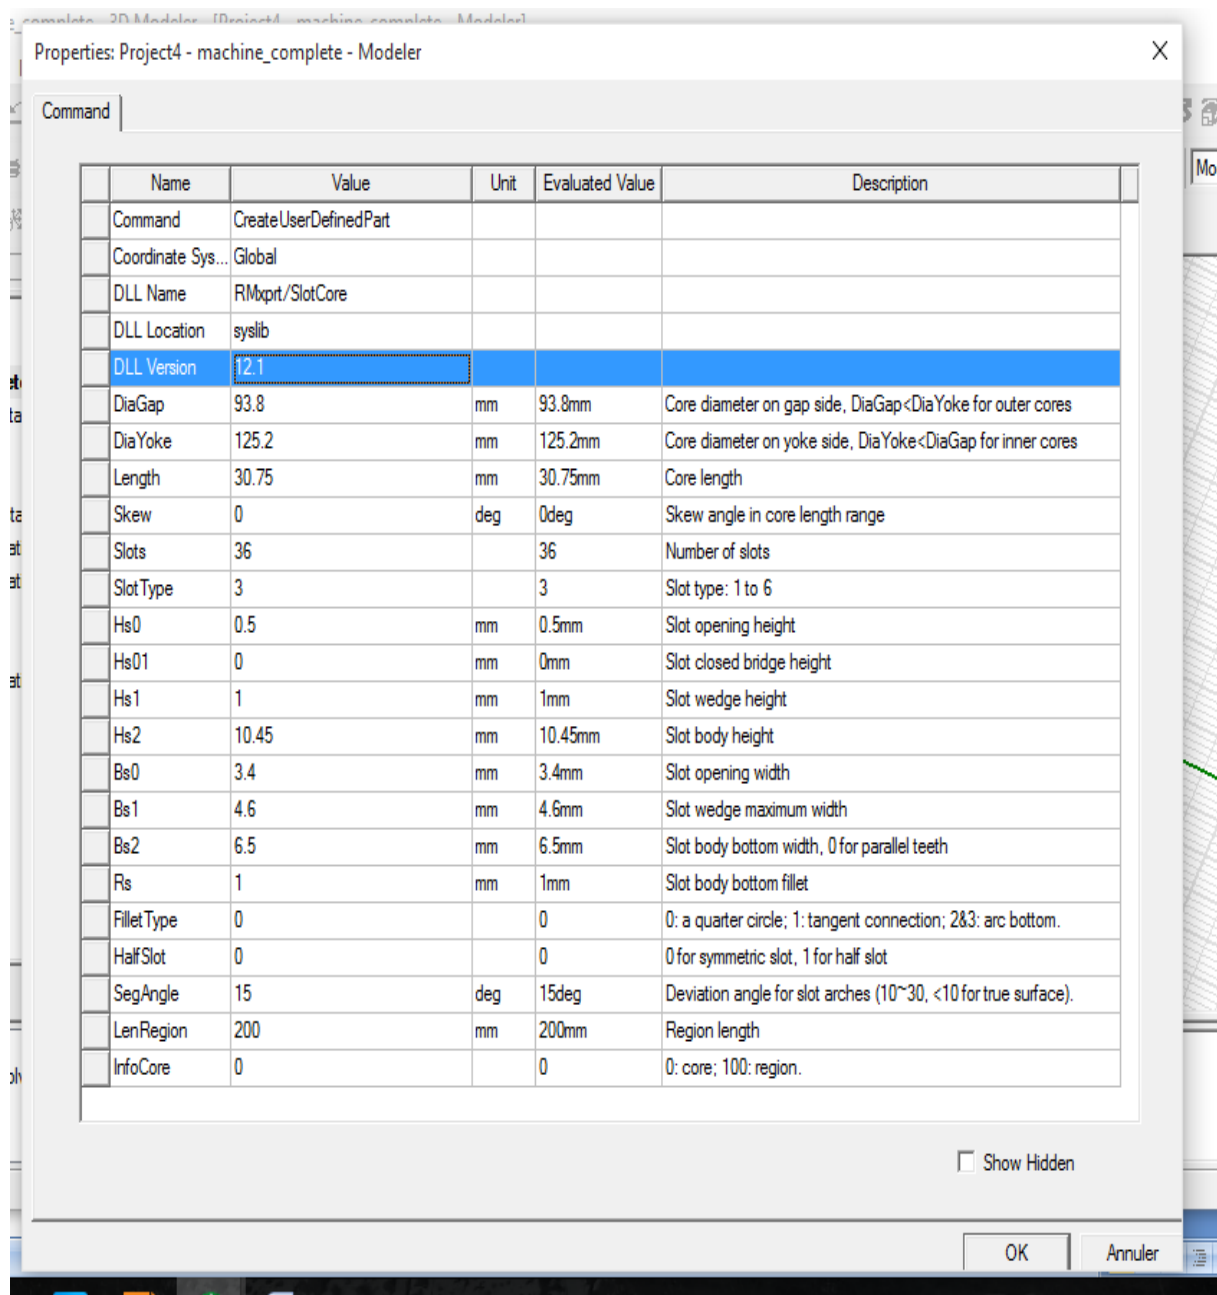 Properties: Project4 - machine_complete - Modeler
Command
Name Value Unit Evaluated Value Description
Command CreateUserDefinedPart
Coordinate Sys... Global
DLL Name RMxprt/SlotCore
DLL Location syslib
DLL Version 12.1
DiaGap 93.8 mm 93.8mm Core diameter on gap side, DiaGap<DiaYoke for outer cores
DiaYoke 125.2 mm 125.2mm Core diameter on yoke side, DiaYoke<DiaGap for inner cores
Length 30.75 mm 30.75mm Core length
Skew 0 deg 0deg Skew angle in core length range
Slots 36 36 Number of slots
SlotType 3 3 Slot type: 1 to 6
Hs0 0.5 mm 0.5mm Slot opening height
Hs01 0 mm 0mm Slot closed bridge height
Hs1 1 mm 1mm Slot wedge height
Hs2 10.45 mm 10.45mm Slot body height
Bs0 3.4 mm 3.4mm Slot opening width
Bs1 4.6 mm 4.6mm Slot wedge maximum width
Bs2 6.5 mm 6.5mm Slot body bottom width, 0 for parallel teeth
Rs 1 mm 1mm Slot body bottom fillet
FilletType 0 0 0: a quarter circle; 1: tangent connection; 2&3: arc bottom.
HalfSlot 0 0 0 for symmetric slot, 1 for half slot
SegAngle 15 deg 15deg Deviation angle for slot arches (10~30, <10 for true surface).
LenRegion 200 mm 200mm Region length
InfoCore 0 0 0: core; 100: region.
Show Hidden
OK Annuler